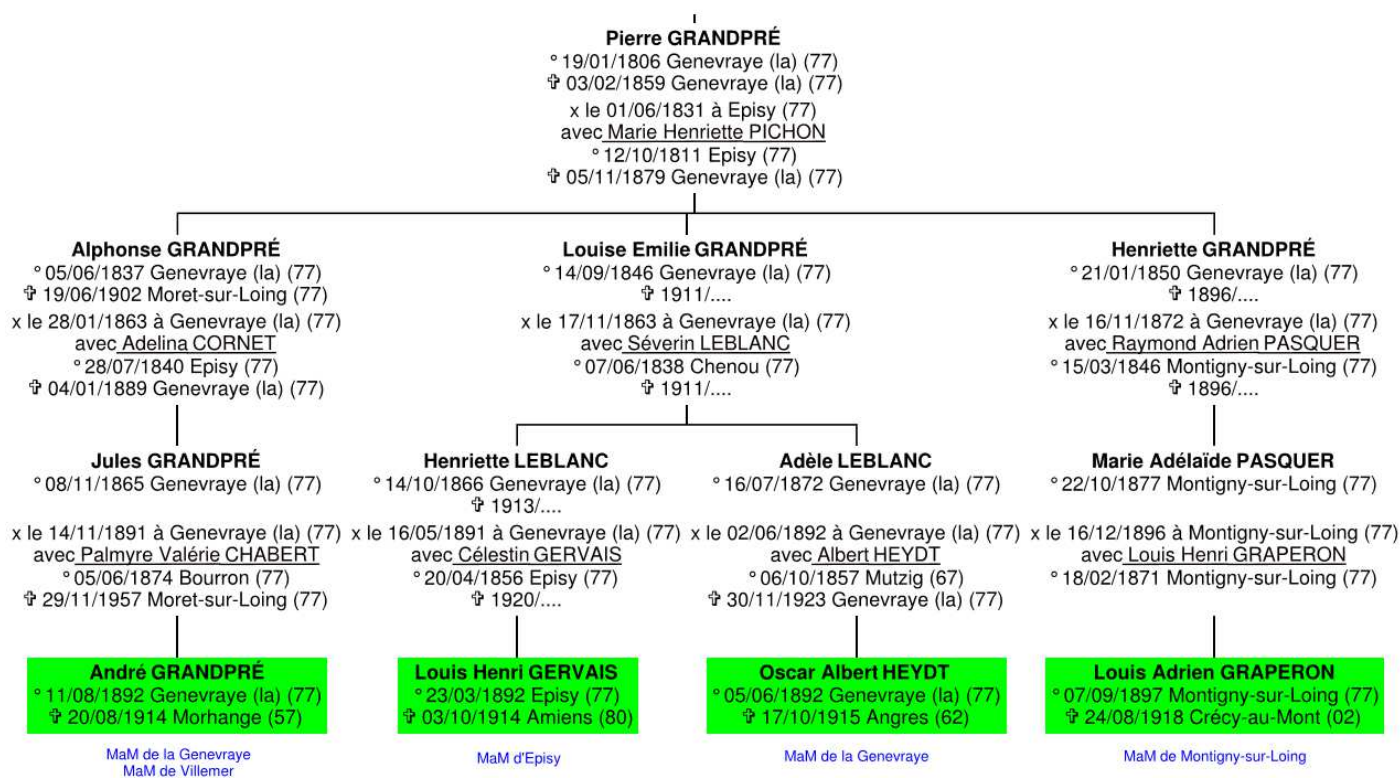 Pierre GRANDPRÉ
° 19/01/1806 Genevraye (la) (77)
✞ 03/02/1859 Genevraye (la) (77)
x le 01/06/1831 à Episy (77)
avec Marie Henriette PICHON
° 12/10/1811 Episy (77)
✞ 05/11/1879 Genevraye (la) (77)
Alphonse GRANDPRÉ
° 05/06/1837 Genevraye (la) (77)
✞ 19/06/1902 Moret-sur-Loing (77)
x le 28/01/1863 à Genevraye (la) (77)
avec Adelina CORNET
° 28/07/1840 Episy (77)
✞ 04/01/1889 Genevraye (la) (77)
Louise Emilie GRANDPRÉ
° 14/09/1846 Genevraye (la) (77)
✞ 1911/....
x le 17/11/1863 à Genevraye (la) (77)
avec Séverin LEBLANC
° 07/06/1838 Chenou (77)
✞ 1911/....
Henriette GRANDPRÉ
° 21/01/1850 Genevraye (la) (77)
✞ 1896/....
x le 16/11/1872 à Genevraye (la) (77)
avec Raymond Adrien PASQUER
° 15/03/1846 Montigny-sur-Loing (77)
✞ 1896/....
Jules GRANDPRÉ
° 08/11/1865 Genevraye (la) (77)
x le 14/11/1891 à Genevraye (la) (77)
avec Palmyre Valérie CHABERT
° 05/06/1874 Bourron (77)
✞ 29/11/1957 Moret-sur-Loing (77)
Henriette LEBLANC
° 14/10/1866 Genevraye (la) (77)
✞ 1913/....
x le 16/05/1891 à Genevraye (la) (77)
avec Célestin GERVAIS
° 20/04/1856 Episy (77)
✞ 1920/....
Adèle LEBLANC
° 16/07/1872 Genevraye (la) (77)
x le 02/06/1892 à Genevraye (la) (77)
avec Albert HEYDT
° 06/10/1857 Mutzig (67)
✞ 30/11/1923 Genevraye (la) (77)
Marie Adélaïde PASQUER
° 22/10/1877 Montigny-sur-Loing (77)
x le 16/12/1896 à Montigny-sur-Loing (77)
avec Louis Henri GRAPERON
° 18/02/1871 Montigny-sur-Loing (77)
André GRANDPRÉ
° 11/08/1892 Genevraye (la) (77)
✞ 20/08/1914 Morhange (57)
MaM de la Genevraye
MaM de Villemer
Louis Henri GERVAIS
° 23/03/1892 Episy (77)
✞ 03/10/1914 Amiens (80)
MaM d'Episy
Oscar Albert HEYDT
° 05/06/1892 Genevraye (la) (77)
✞ 17/10/1915 Angres (62)
MaM de la Genevraye
Louis Adrien GRAPERON
° 07/09/1897 Montigny-sur-Loing (77)
✞ 24/08/1918 Crécy-au-Mont (02)
MaM de Montigny-sur-Loing